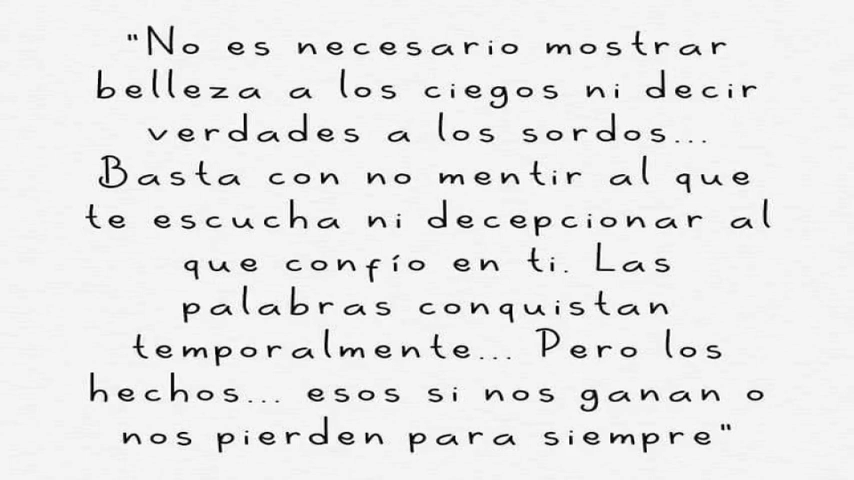 "No es necesario mostrar
belleza a los ciegos ni decir
verdades a los sordos...
Basta con no mentir al que
te escucha ni decepcionar al
que confío en ti. Las
palabras conquistan
temporalmente... Pero los
hechos... esos si nos ganan o
nos pierden para siempre"